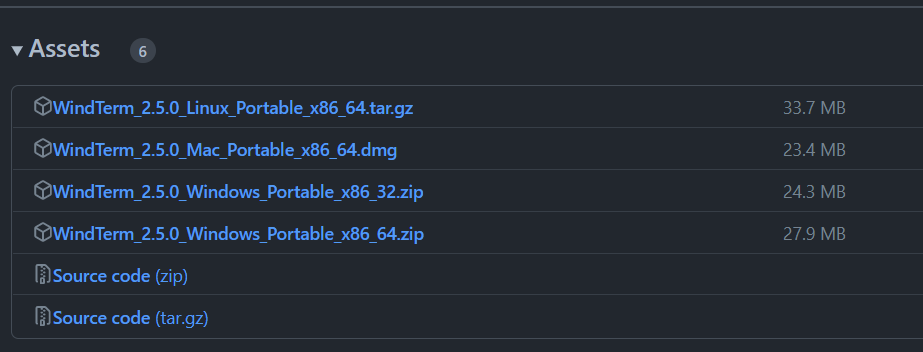 Assets 6
WindTerm_2.5.0_Linux_Portable_x86_64.tar.gz 33.7 MB
WindTerm_2.5.0_Mac_Portable_x86_64.dmg 23.4 MB
WindTerm_2.5.0_Windows_Portable_x86_32.zip 24.3 MB
WindTerm_2.5.0_Windows_Portable_x86_64.zip 27.9 MB
Source code (zip)
Source code (tar.gz)